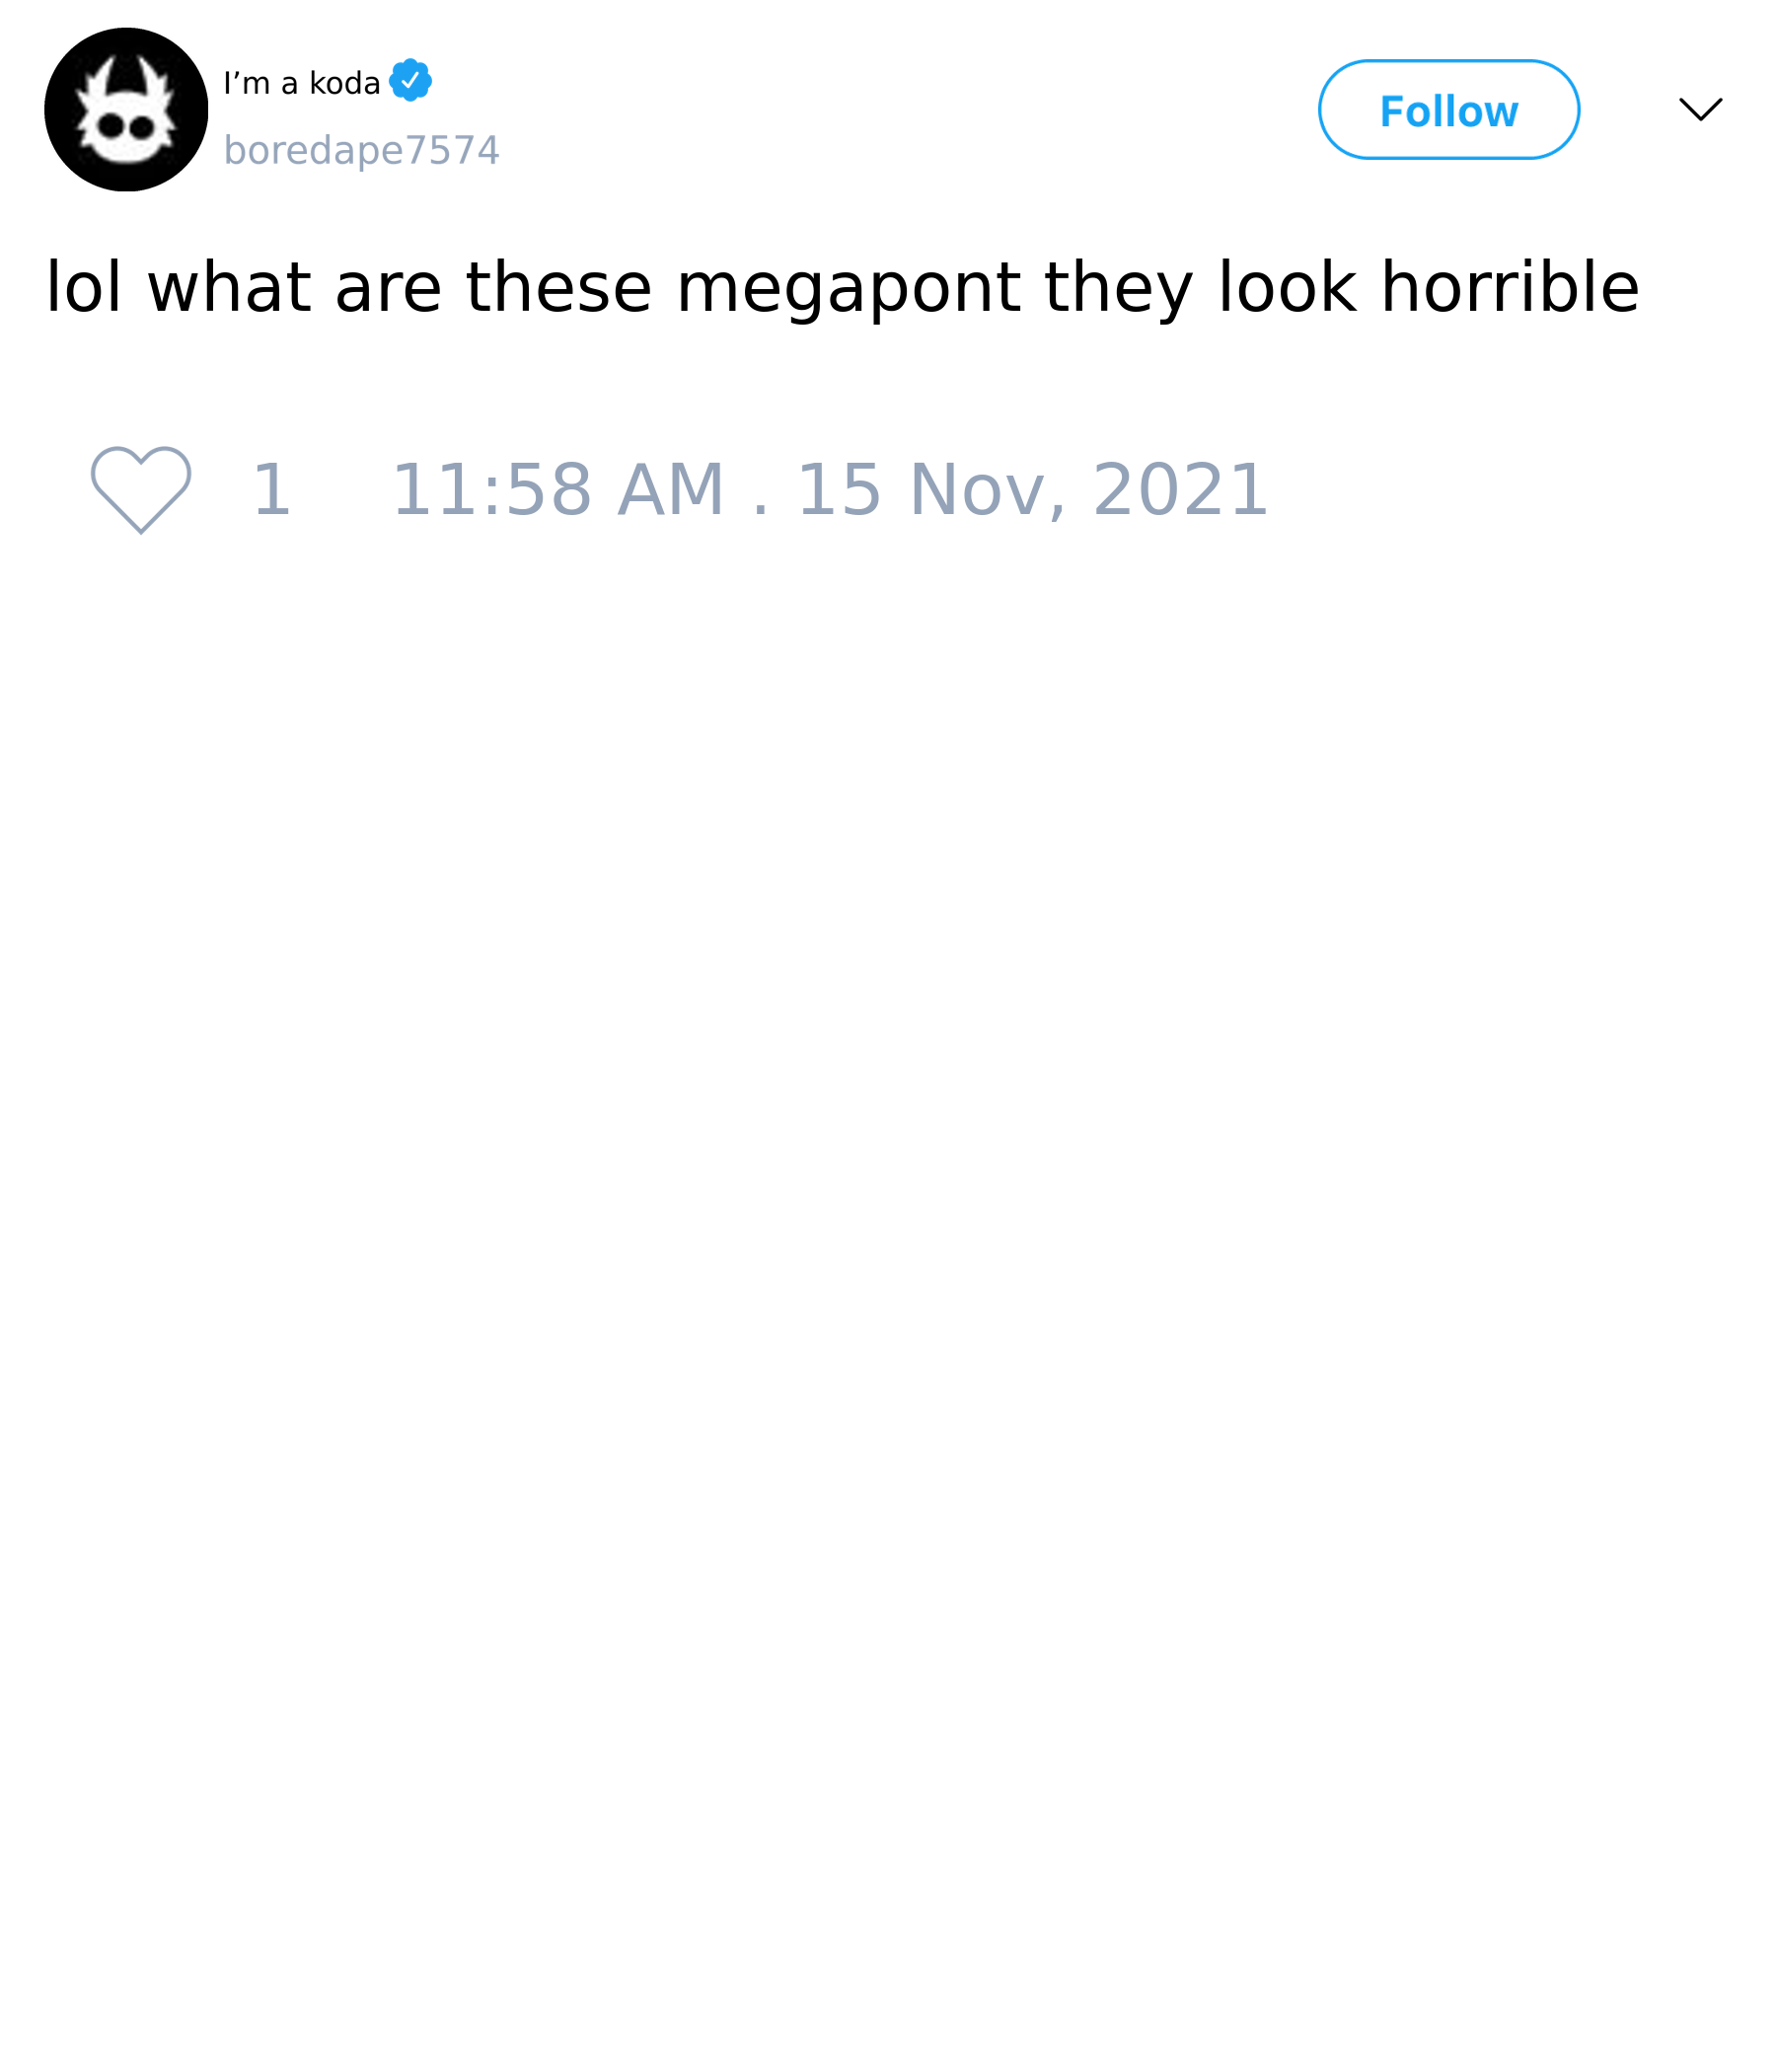 I’m a koda
boredape7574
Follow
lol what are these megapont they look horrible
1 11:58 AM . 15 Nov, 2021